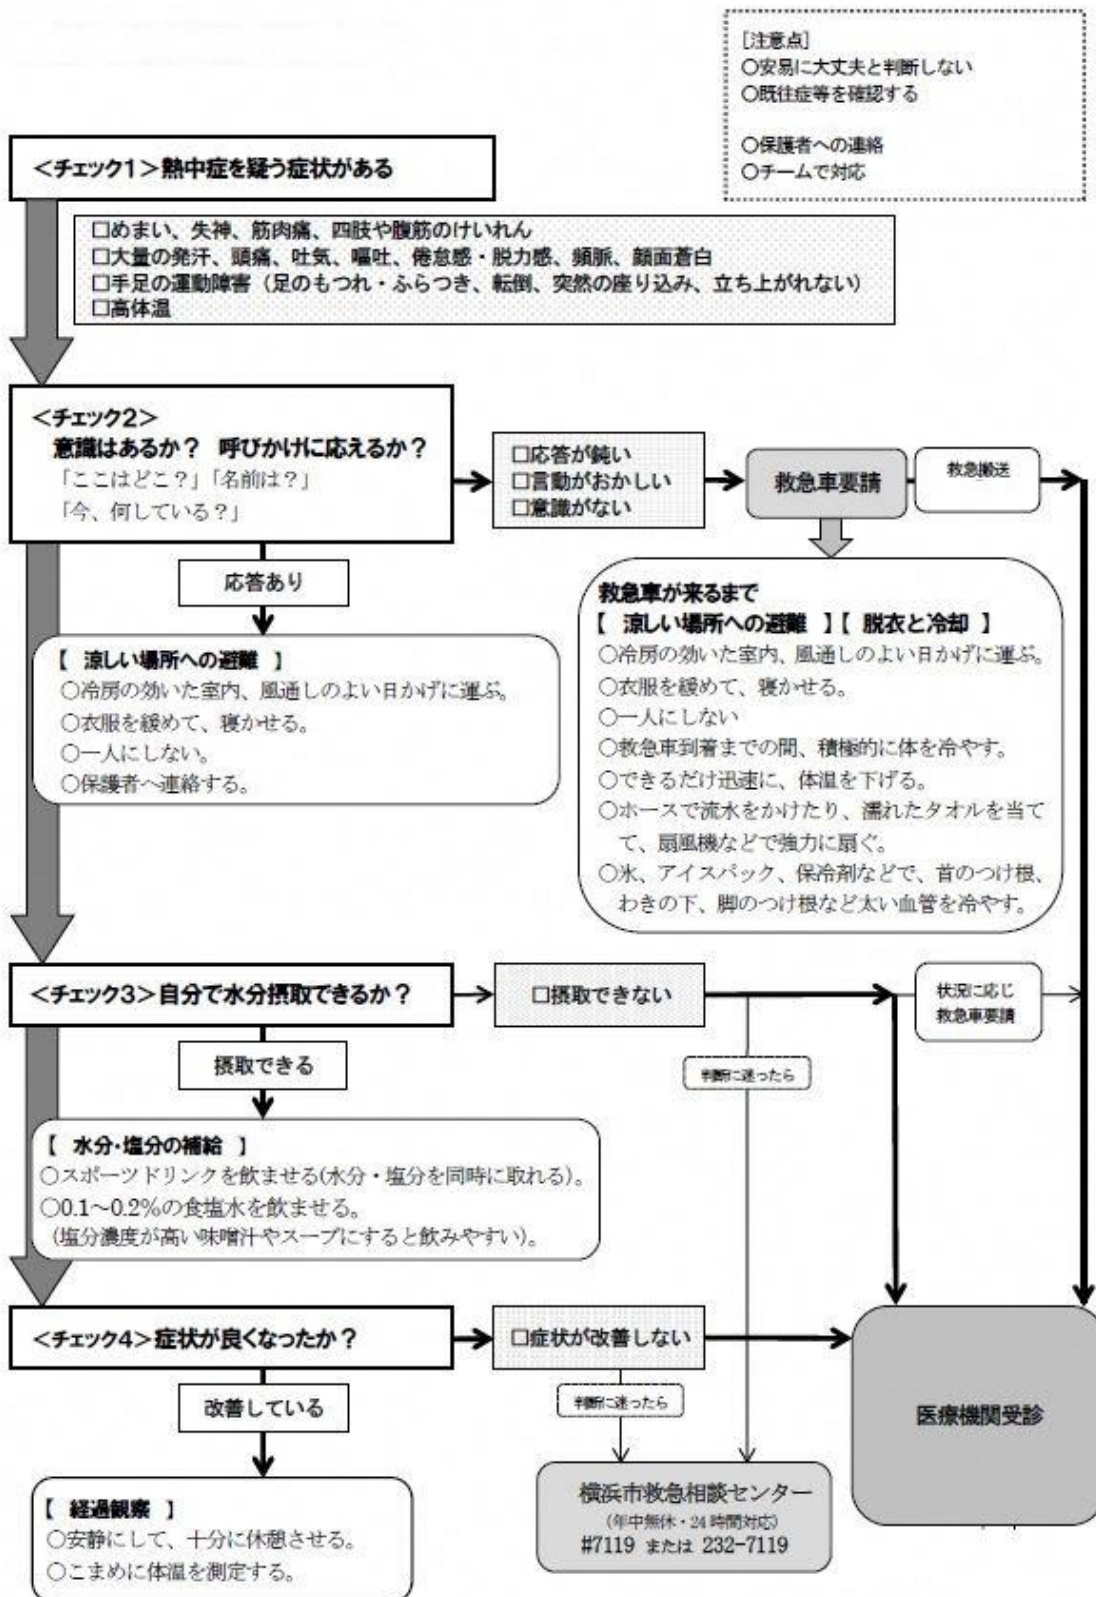 [注意点]
○安易に大丈夫と判断しない
○既往症等を確認する
○保護者への連絡
○チームで対応
＜チェック1＞熱中症を疑う症状がある
□めまい、失神、筋肉痛、四肢や腹筋のけいれん
□大量の発汗、頭痛、吐気、嘔吐、倦怠感・脱力感、頻脈、顔面蒼白
□手足の運動障害（足のもつれ・ふらつき、転倒、突然の座り込み、立ち上がれない）
□高体温
＜チェック2＞
意識はあるか？　呼びかけに応えるか？
「ここはどこ？」「名前は？」
「今、何している？」
□応答が鈍い
□言動がおかしい
□意識がない
救急車要請
救急搬送
応答あり
【　涼しい場所への避難　】
○冷房の効いた室内、風通しのよい日かげに運ぶ。
○衣服を緩めて、寝かせる。
○一人にしない。
○保護者へ連絡する。
救急車が来るまで
【　涼しい場所への避難　】【　脱衣と冷却　】
○冷房の効いた室内、風通しのよい日かげに運ぶ。
○衣服を緩めて、寝かせる。
○一人にしない
○救急車到着までの間、積極的に体を冷やす。
○できるだけ迅速に、体温を下げる。
○ホースで流水をかけたり、濡れたタオルを当て
て、扇風機などで強力に扇ぐ。
○氷、アイスパック、保冷剤などで、首のつけ根、
わきの下、脚のつけ根など太い血管を冷やす。
＜チェック3＞自分で水分摂取できるか？
□摂取できない
状況に応じ
救急車要請
摂取できる
判断に迷ったら
【　水分・塩分の補給　】
○スポーツドリンクを飲ませる(水分・塩分を同時に取れる)。
○0.1～0.2%の食塩水を飲ませる。
(塩分濃度が高い味噌汁やスープにすると飲みやすい)。
＜チェック4＞症状が良くなったか？
□症状が改善しない
改善している
判断に迷ったら
医療機関受診
【　経過観察　】
○安静にして、十分に休憩させる。
○こまめに体温を測定する。
横浜市救急相談センター
(年中無休・24時間対応)
#7119 または 232-7119